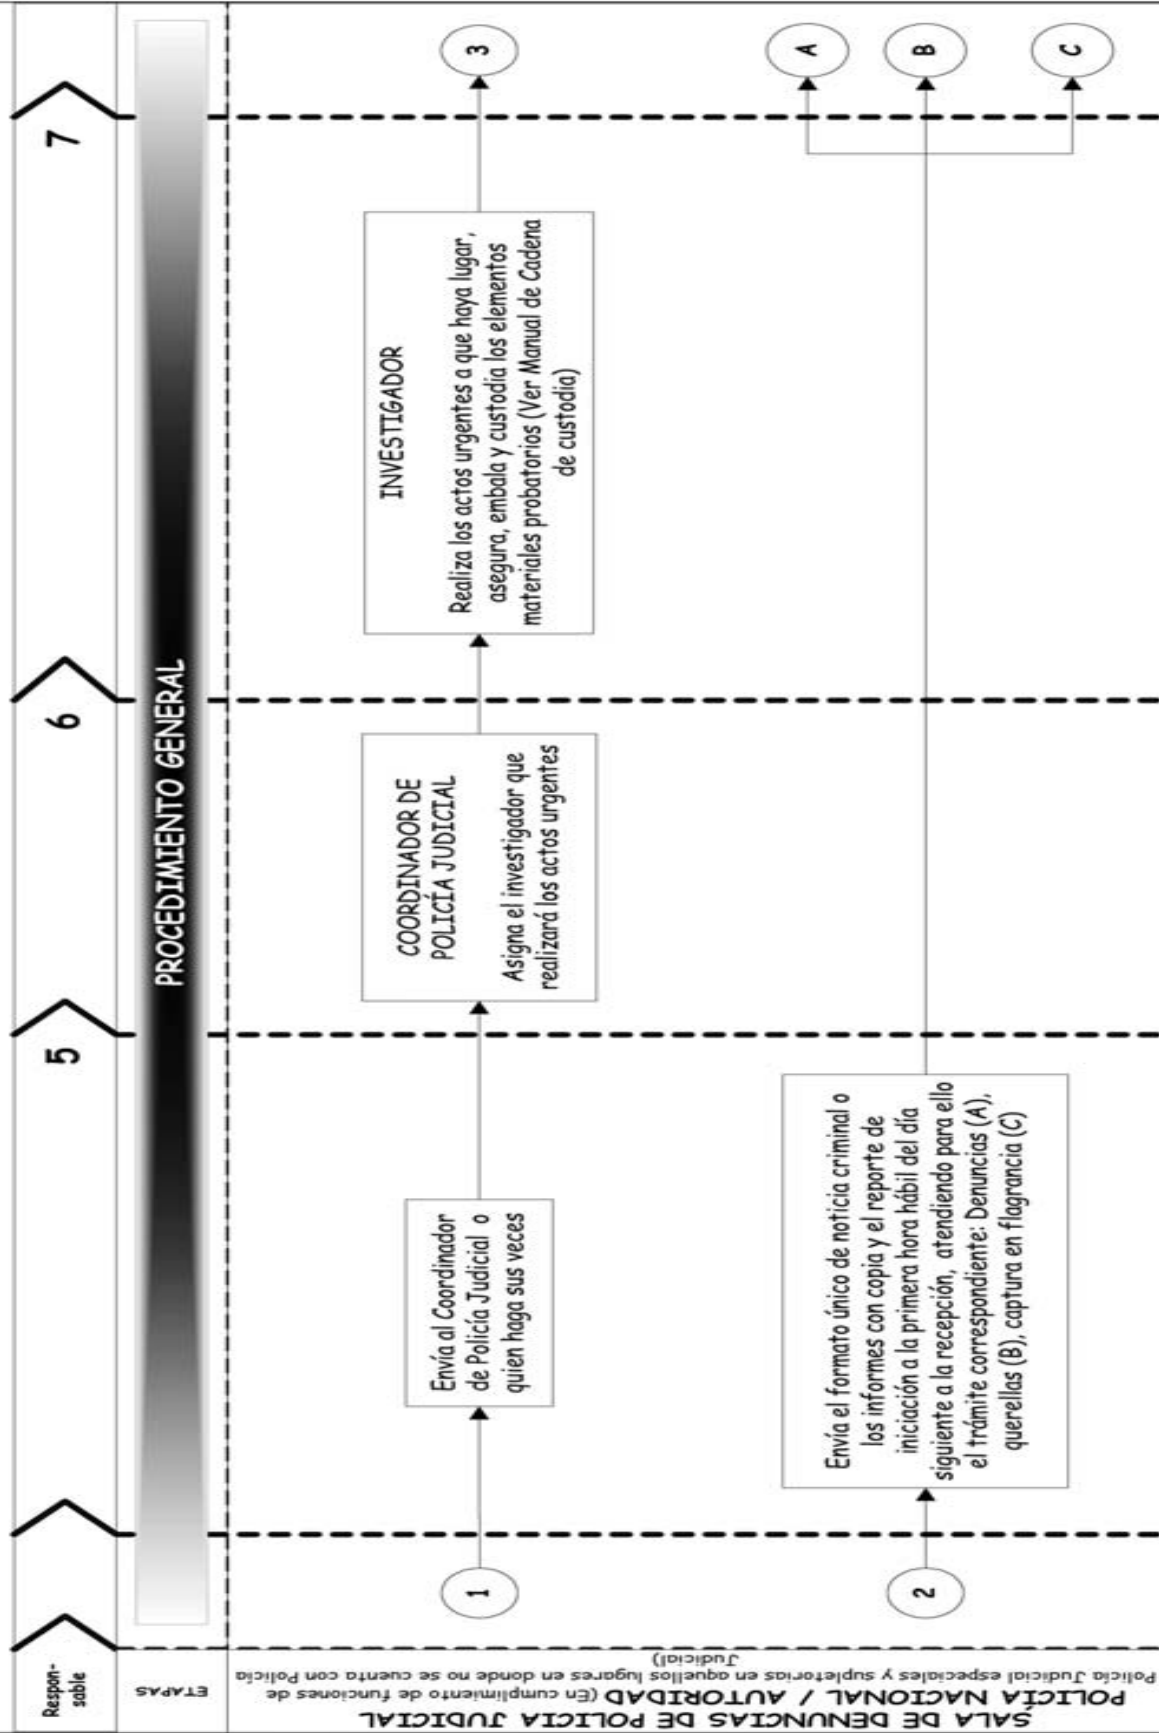 Respon-
sable
5
6
7
ETAPAS
PROCEDIMIENTO GENERAL
SALA DE DENUNCIAS DE POLICIA JUDICIAL
POLICÍA NACIONAL / AUTORIDAD (En cumplimiento de funciones de
Policía Judicial especiales y supletorias en aquellos lugares en donde no se cuenta con Policía
Judicial)
1
Envía al Coordinador
de Policía Judicial o
quien haga sus veces
COORDINADOR DE
POLICÍA JUDICIAL
Asigna el investigador que
realizará los actos urgentes
INVESTIGADOR
Realiza los actos urgentes a que haya lugar,
asegura, embala y custodia los elementos
materiales probatorios (Ver Manual de Cadena
de custodia)
3
2
Envía el formato único de noticia criminal o
los informes con copia y el reporte de
iniciación a la primera hora hábil del día
siguiente a la recepción, atendiendo para ello
el trámite correspondiente: Denuncias (A),
querellas (B), captura en flagrancia (C)
A
B
C